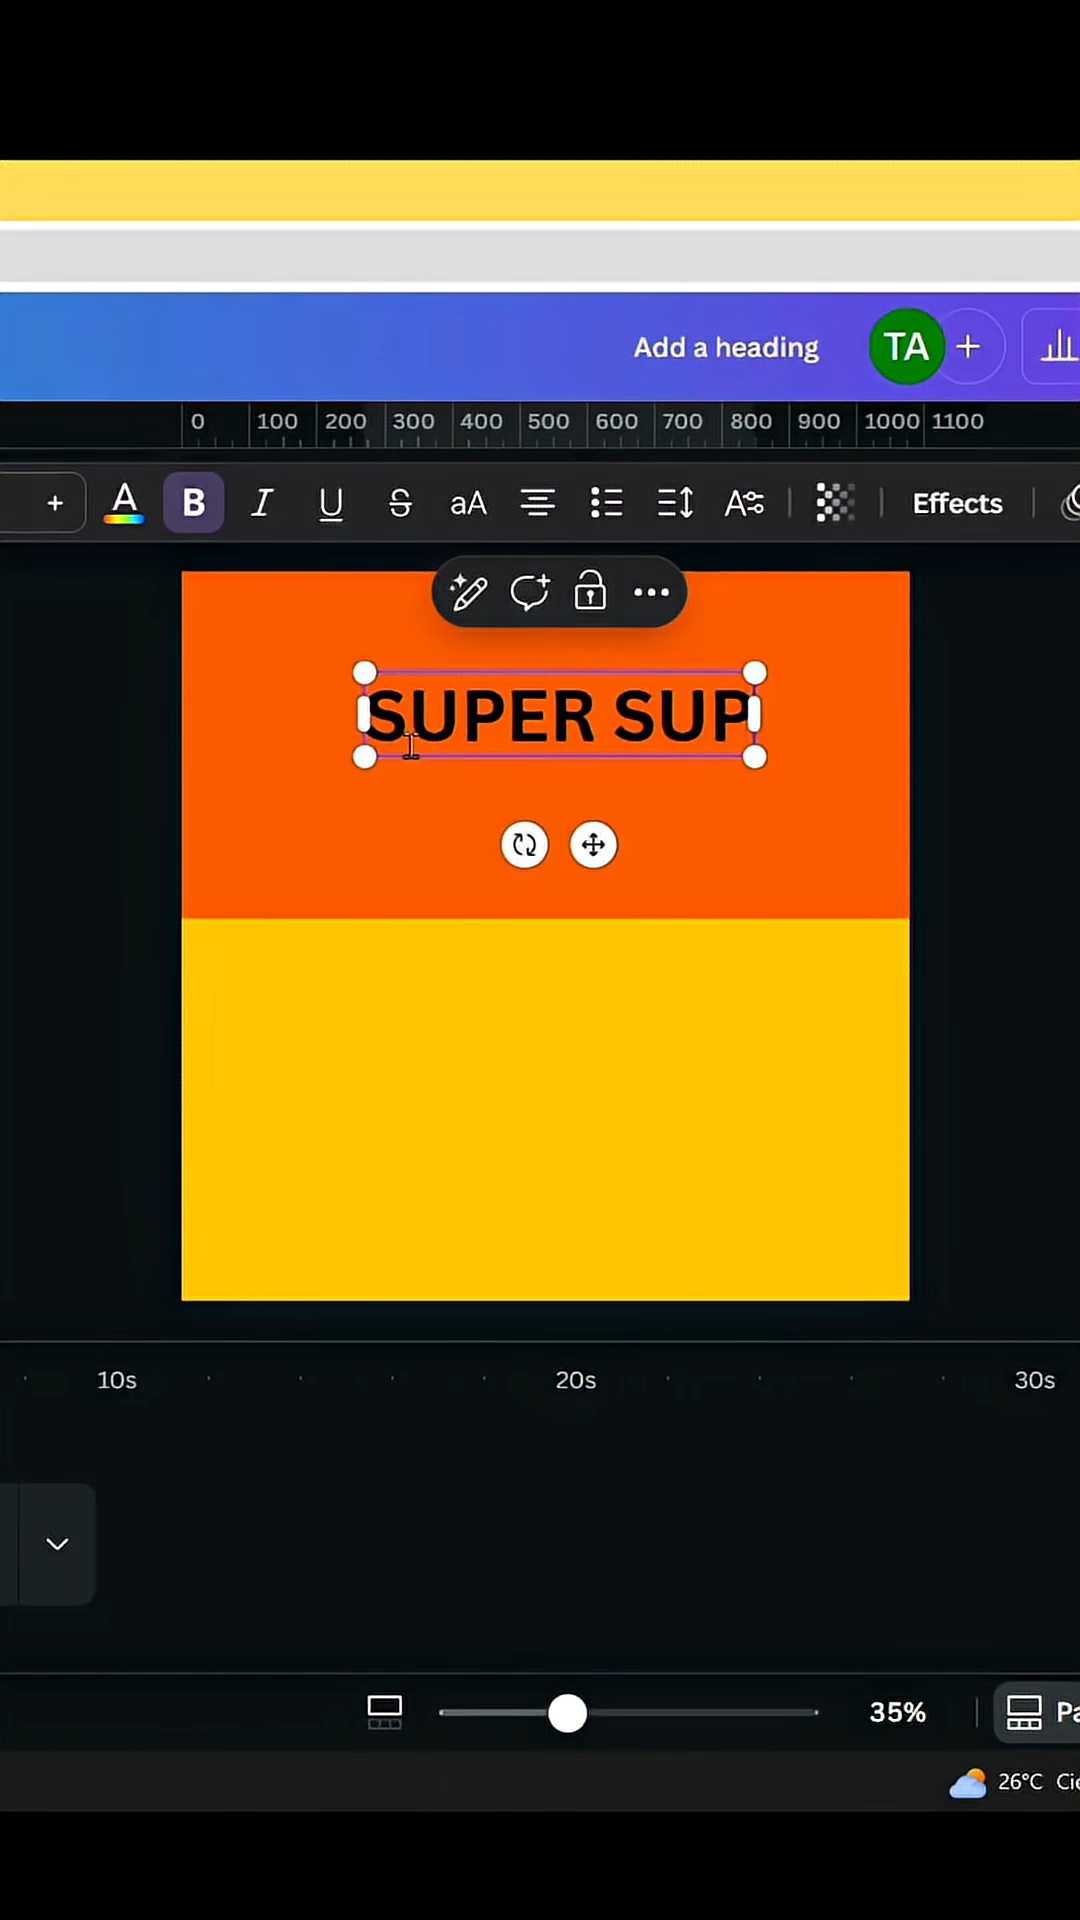 Add a heading
TA
0 100 200 300 400 500 600 700 800 900 1000 1100
A B I U S aA A Effects
SUPER SUP
10s 20s 30s
35%
26°C